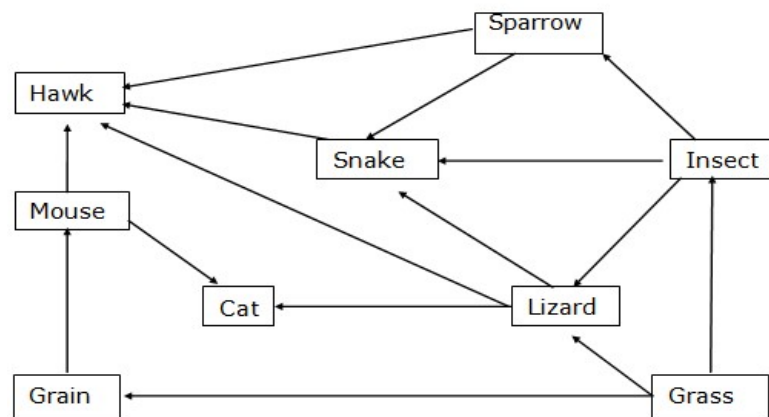 Sparrow
Hawk
Snake
Insect
Mouse
Cat
Lizard
Grain
Grass